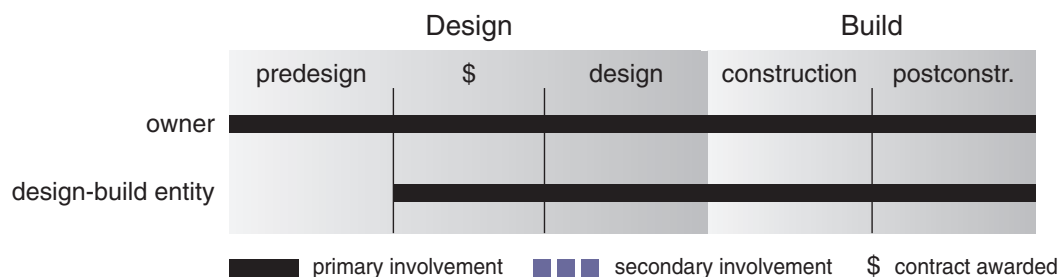 Design Build
predesign $ design construction postconstr.
owner
design-build entity
primary involvement secondary involvement $ contract awarded